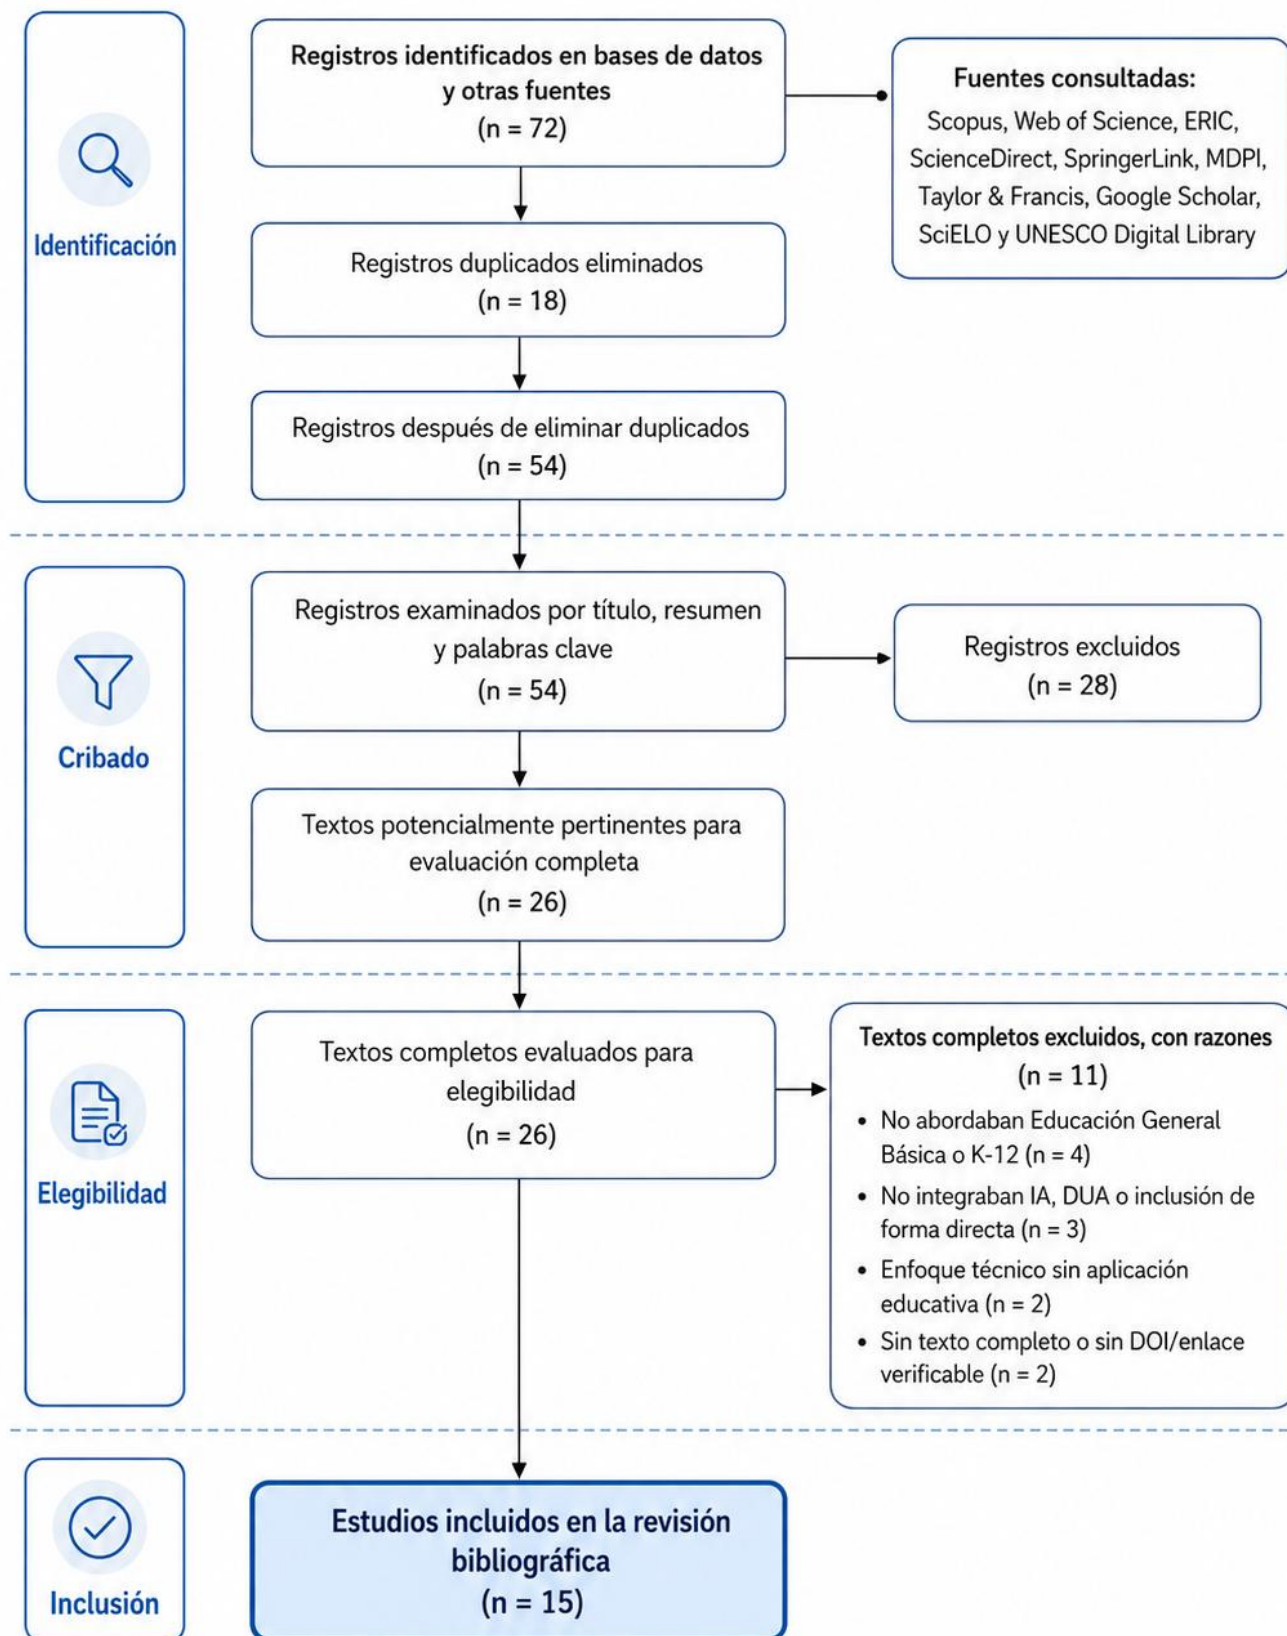 Identificación
Registros identificados en bases de datos
y otras fuentes
(n = 72)
Fuentes consultadas:
Scopus, Web of Science, ERIC,
ScienceDirect, SpringerLink, MDPI,
Taylor & Francis, Google Scholar,
SciELO y UNESCO Digital Library
Registros duplicados eliminados
(n = 18)
Registros después de eliminar duplicados
(n = 54)
Cribado
Registros examinados por título, resumen
y palabras clave
(n = 54)
Registros excluidos
(n = 28)
Textos potencialmente pertinentes para
evaluación completa
(n = 26)
Elegibilidad
Textos completos evaluados para
elegibilidad
(n = 26)
Textos completos excluidos, con razones
(n = 11)
• No abordaban Educación General
Básica o K-12 (n = 4)
• No integraban IA, DUA o inclusión de
forma directa (n = 3)
• Enfoque técnico sin aplicación
educativa (n = 2)
• Sin texto completo o sin DOI/enlace
verificable (n = 2)
Inclusión
Estudios incluidos en la revisión
bibliográfica
(n = 15)